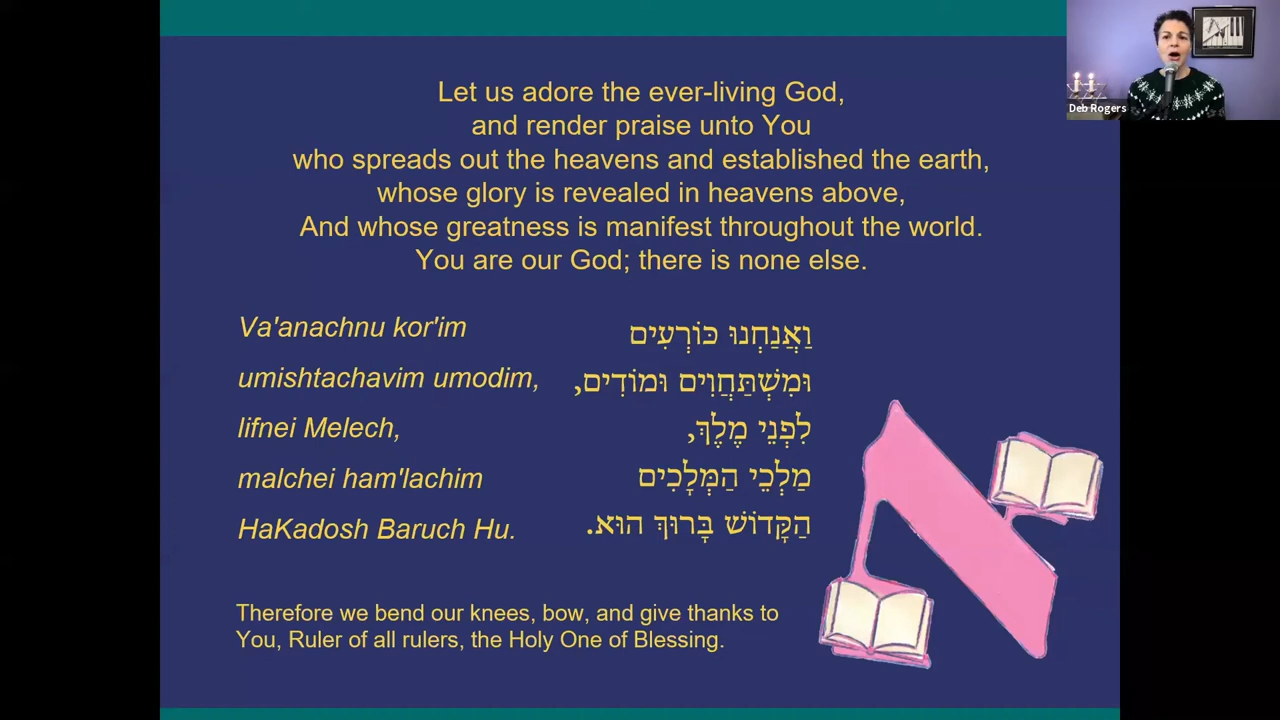 Let us adore the ever-living God,
and render praise unto You
who spreads out the heavens and established the earth,
whose glory is revealed in heavens above,
And whose greatness is manifest throughout the world.
You are our God; there is none else.
Va'anachnu kor'im
umishtachavim umodim,
lifnei Melech,
malchei ham'lachim
HaKadosh Baruch Hu.
וַאֲנַחְנוּ כּוֹרְעִים
וּמִשְׁתַּחֲוִים וּמוֹדִים,
לִפְנֵי מֶלֶךְ,
מַלְכֵי הַמְּלָכִים
הַקָּדוֹשׁ בָּרוּךְ הוּא.
Therefore we bend our knees, bow, and give thanks to
You, Ruler of all rulers, the Holy One of Blessing.
Deb Rogers